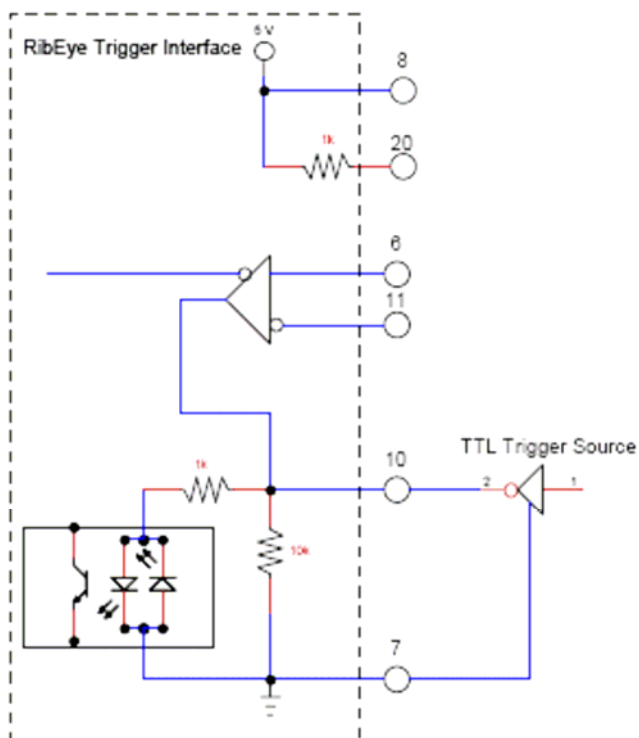 5 V
RibEye Trigger Interface
8
1k
20
6
11
TTL Trigger Source
10
1k
2
1
10k
7